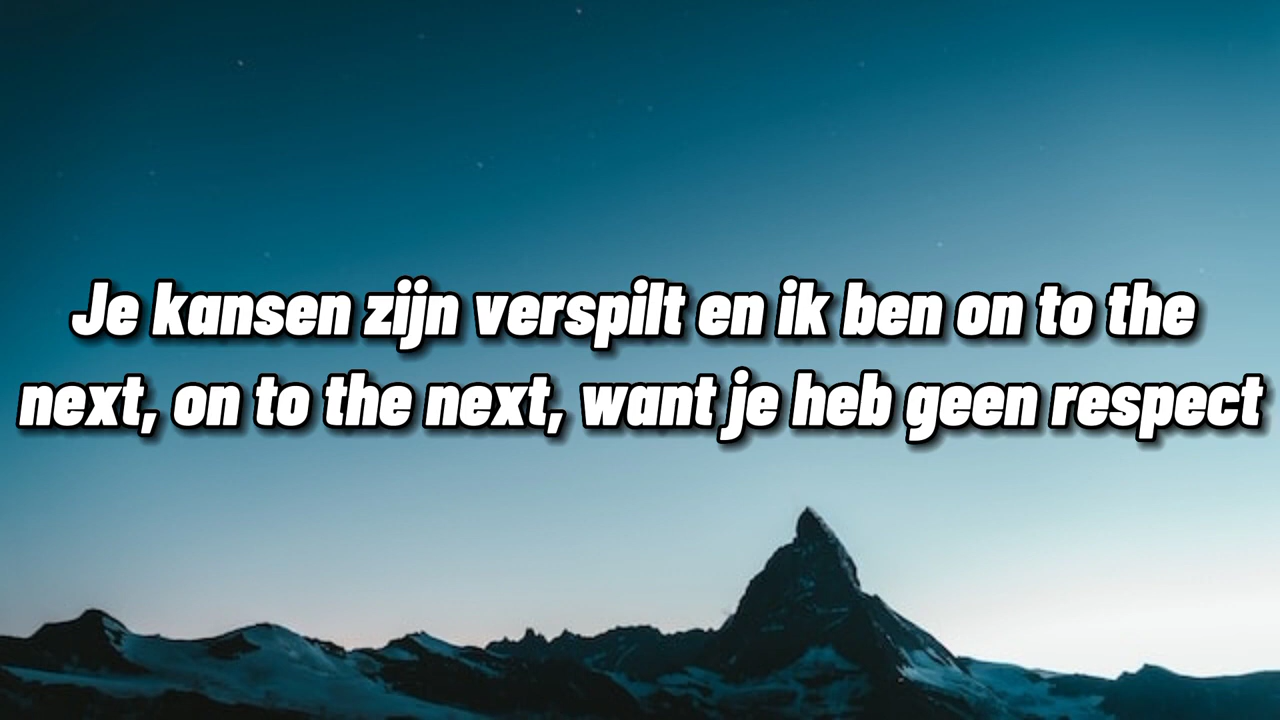 Je kansen zijn verspilt en ik ben on to the
next, on to the next, want je heb geen respect